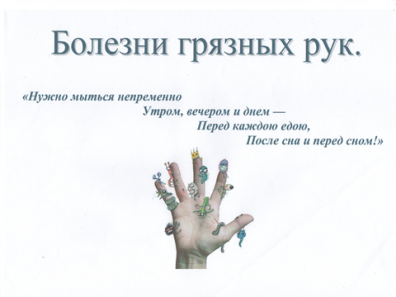 Болезни грязных рук.
«Нужно мыться непременно
Утром, вечером и днем —
Перед каждою едою,
После сна и перед сном!»